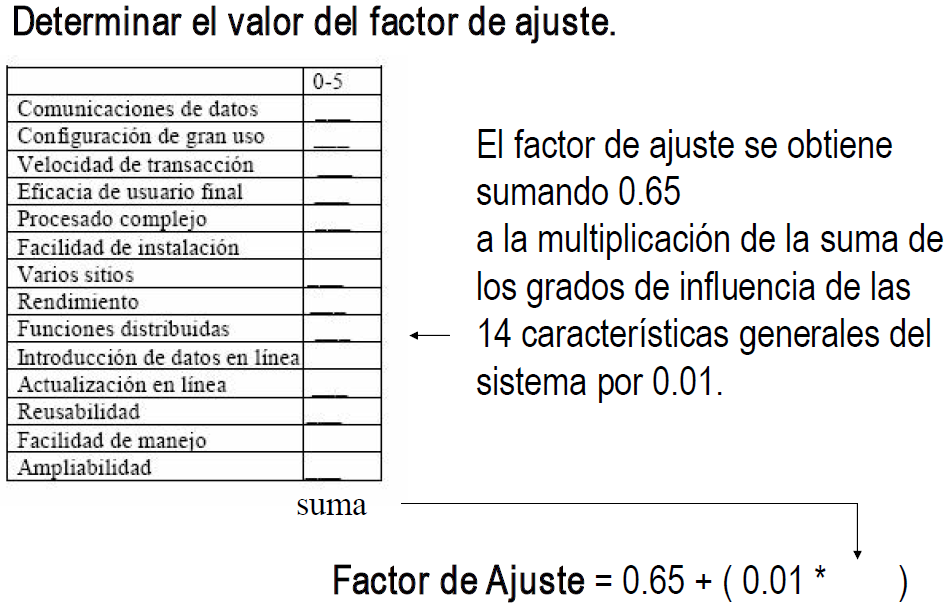 Determinar el valor del factor de ajuste.
0-5
Comunicaciones de datos ___
Configuración de gran uso ___
Velocidad de transacción ___
Eficacia de usuario final ___
Procesado complejo ___
Facilidad de instalación
Varios sitios ___
Rendimiento ___
Funciones distribuidas ___
Introducción de datos en línea
Actualización en línea ___
Reusabilidad ___
Facilidad de manejo
Ampliabilidad ___
suma
El factor de ajuste se obtiene
sumando 0.65
a la multiplicación de la suma de
los grados de influencia de las
14 características generales del
sistema por 0.01.
Factor de Ajuste = 0.65 + ( 0.01 * )